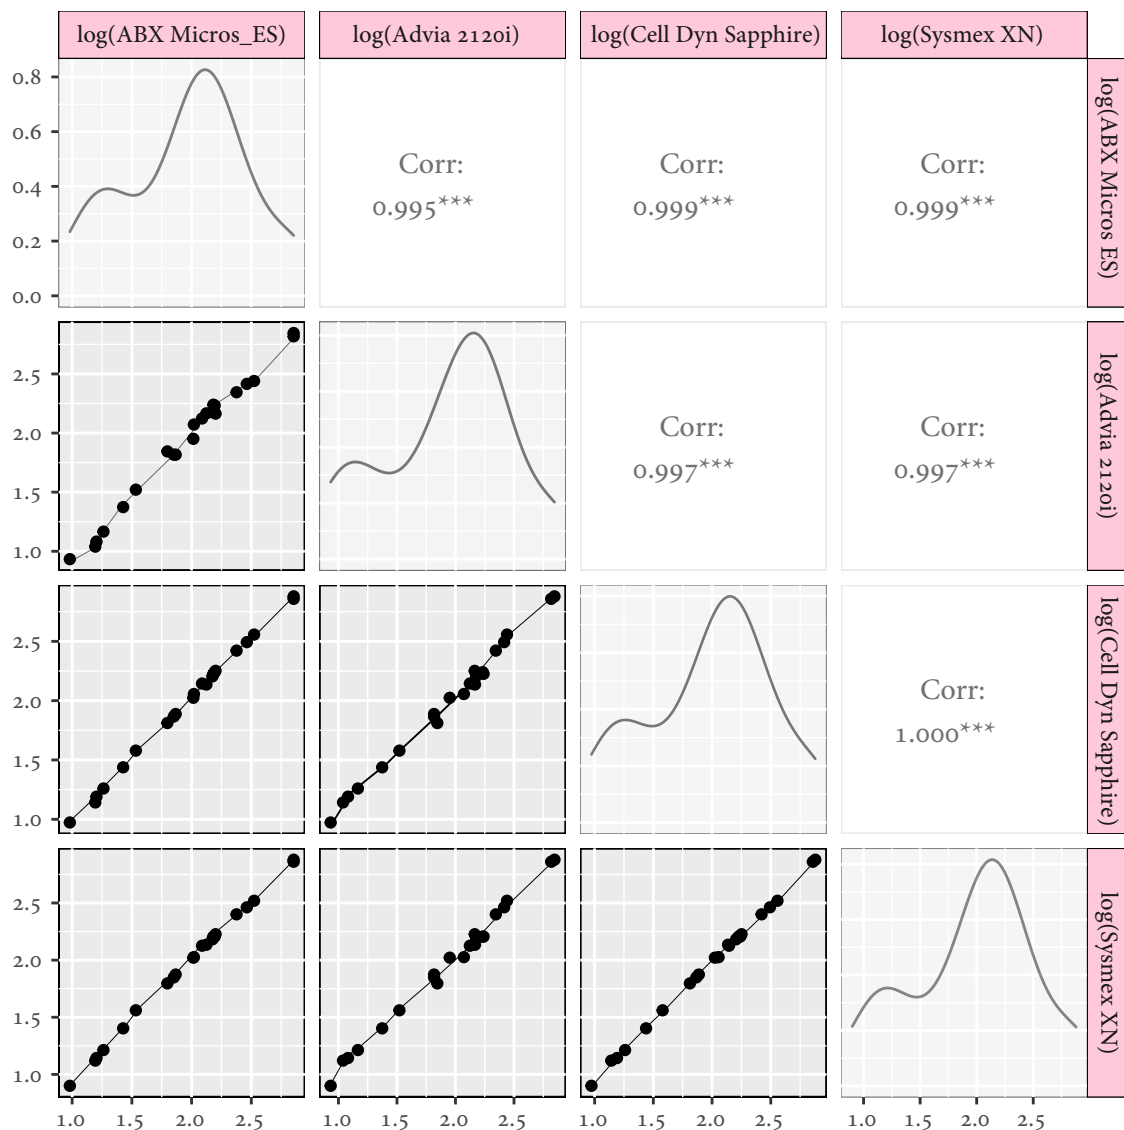 log(ABX Micros_ES)
log(Advia 2120i)
log(Cell Dyn Sapphire)
log(Sysmex XN)
0.8
0.6
0.4
0.2
0.0
Corr:
0.995***
Corr:
0.999***
Corr:
0.999***
log(ABX Micros ES)
2.5
2.0
1.5
1.0
Corr:
0.997***
Corr:
0.997***
log(Advia 2120i)
2.5
2.0
1.5
1.0
Corr:
1.000***
log(Cell Dyn Sapphire)
2.5
2.0
1.5
1.0
log(Sysmex XN)
1.0 1.5 2.0 2.5
1.0 1.5 2.0 2.5
1.0 1.5 2.0 2.5
1.0 1.5 2.0 2.5